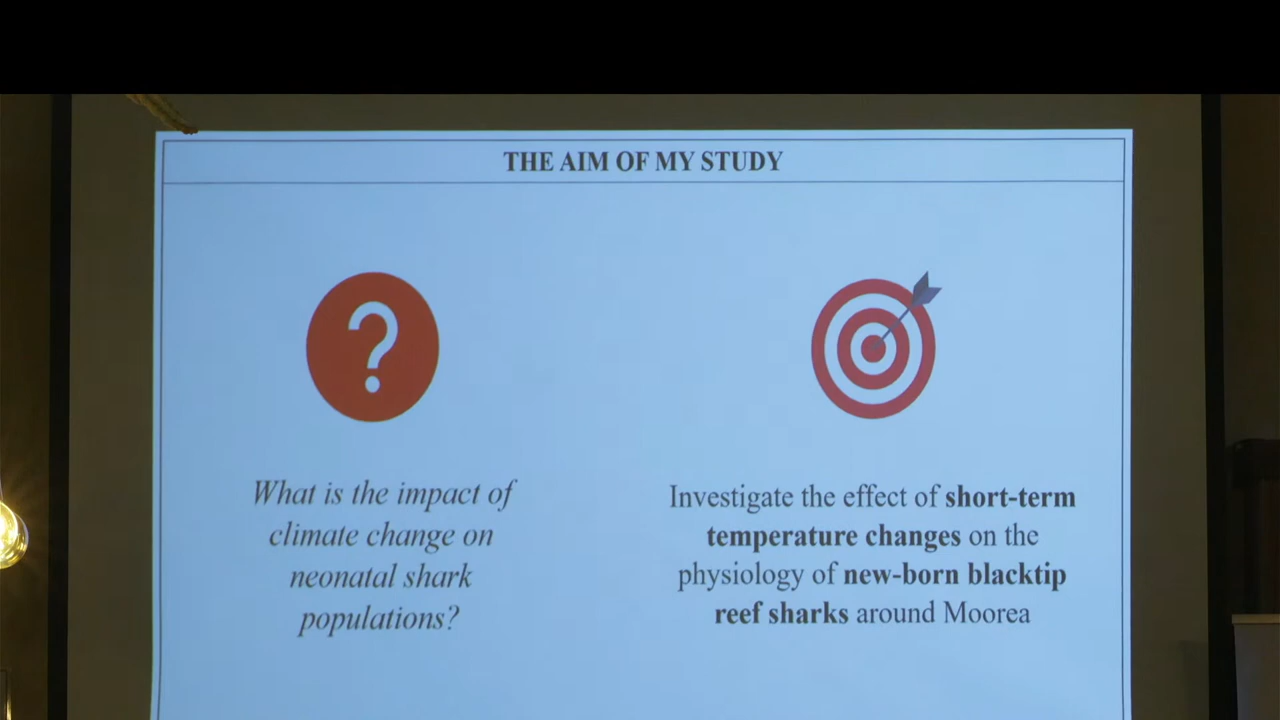 THE AIM OF MY STUDY
What is the impact of
climate change on
neonatal shark
populations?
Investigate the effect of short-term
temperature changes on the
physiology of new-born blacktip
reef sharks around Moorea